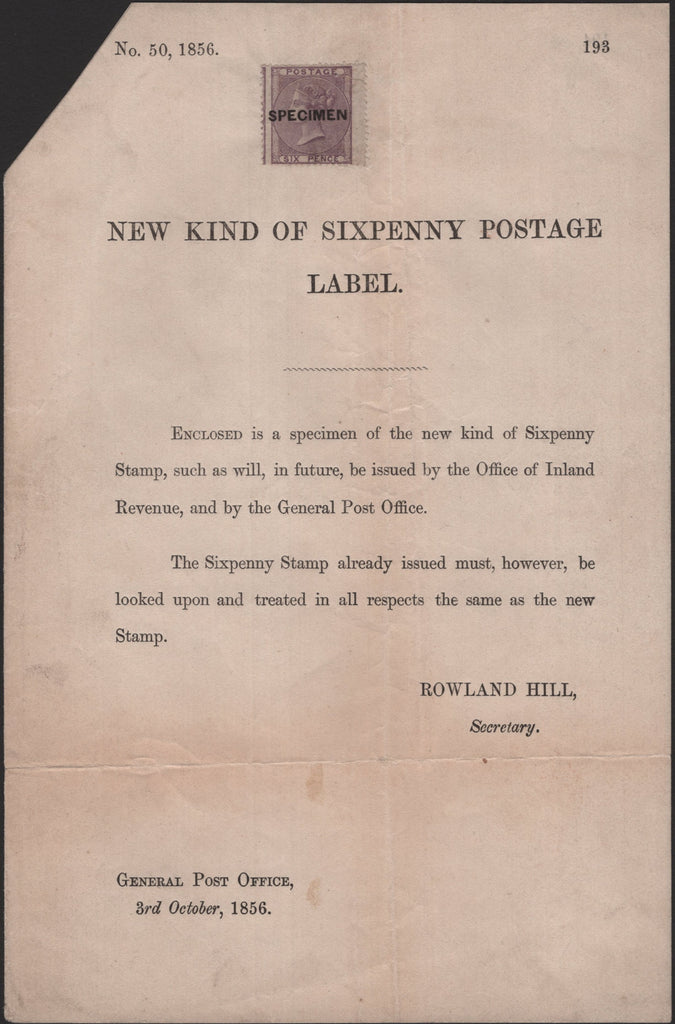 No. 50, 1856.
193
POSTAGE
SPECIMEN
SIX PENCE
NEW KIND OF SIXPENNY POSTAGE
LABEL.
ENCLOSED is a specimen of the new kind of Sixpenny
Stamp, such as will, in future, be issued by the Office of Inland
Revenue, and by the General Post Office.
The Sixpenny Stamp already issued must, however, be
looked upon and treated in all respects the same as the new
Stamp.
ROWLAND HILL,
Secretary.
GENERAL POST OFFICE,
3rd October, 1856.